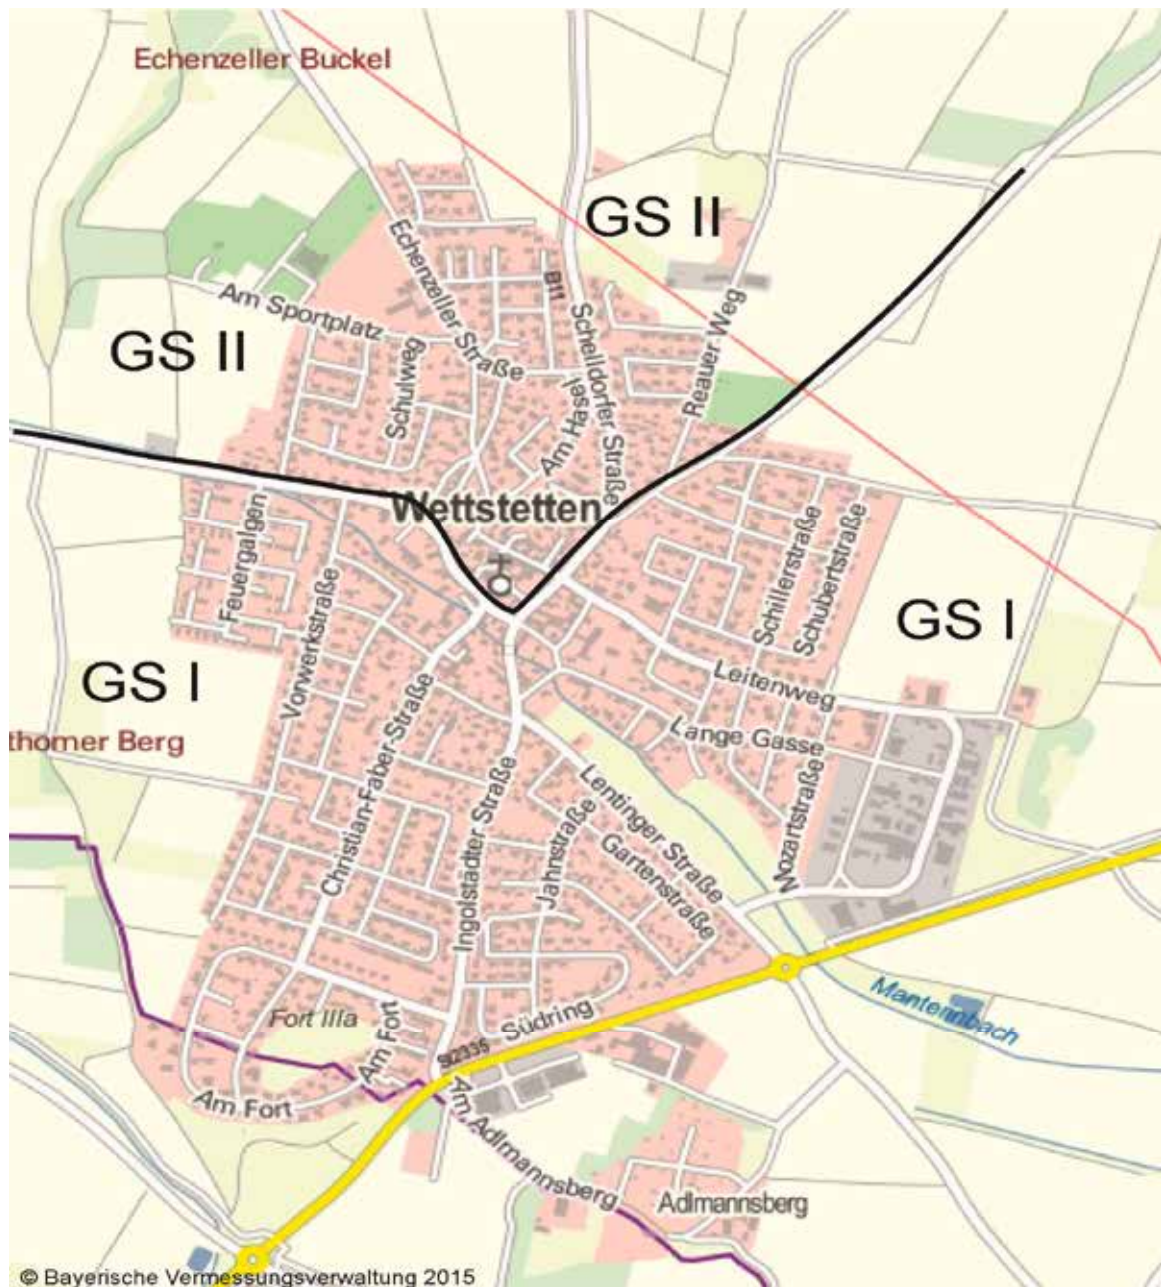 Echenzeller Buckel
GS II
Echenzeller Straße
B11
Am Sportplatz
Schelldorfer Straße
Reauer Weg
GS II
Schulweg
Am Hasel
Wettstetten
Feuergalgen
Schillerstraße
Schubertstraße
Vorwerkstraße
GS I
GS I
Leitenweg
thomer Berg
Christian-Faber-Straße
Lange Gasse
Ingolstädter Straße
Lentinger Straße
Mozartstraße
Jahnstraße
Gartenstraße
Mantennbach
Fort IIIa
Am Fort
Südring
St2335
Am Fort
Am Adlmannsberg
Adlmannsberg
© Bayerische Vermessungsverwaltung 2015